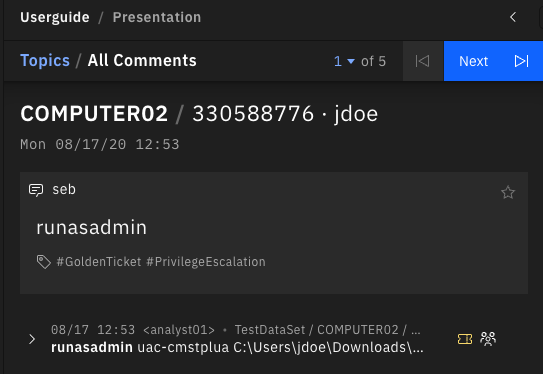 Userguide / Presentation
Topics / All Comments 1 of 5 Next
COMPUTER02 / 330588776 · jdoe
Mon 08/17/20 12:53
seb
runasadmin
#GoldenTicket #PrivilegeEscalation
08/17 12:53 <analyst01> • TestDataSet / COMPUTER02 / ...
runasadmin uac-cmstplua C:\Users\jdoe\Downloads\...